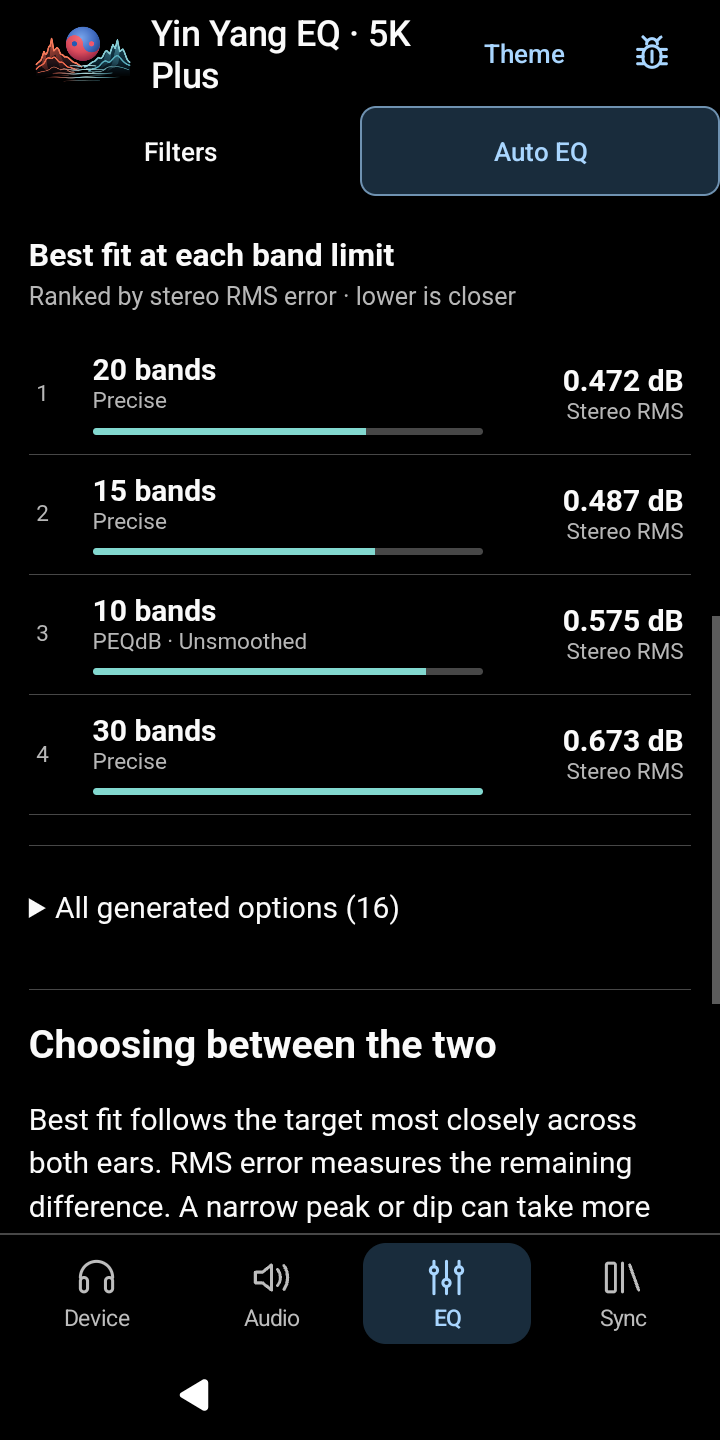 Yin Yang EQ · 5K
Plus
Theme
Filters
Auto EQ
Best fit at each band limit
Ranked by stereo RMS error · lower is closer
1
20 bands
Precise
0.472 dB
Stereo RMS
2
15 bands
Precise
0.487 dB
Stereo RMS
3
10 bands
PEQdB · Unsmoothed
0.575 dB
Stereo RMS
4
30 bands
Precise
0.673 dB
Stereo RMS
All generated options (16)
Choosing between the two
Best fit follows the target most closely across
both ears. RMS error measures the remaining
difference. A narrow peak or dip can take more
Device
Audio
EQ
Sync